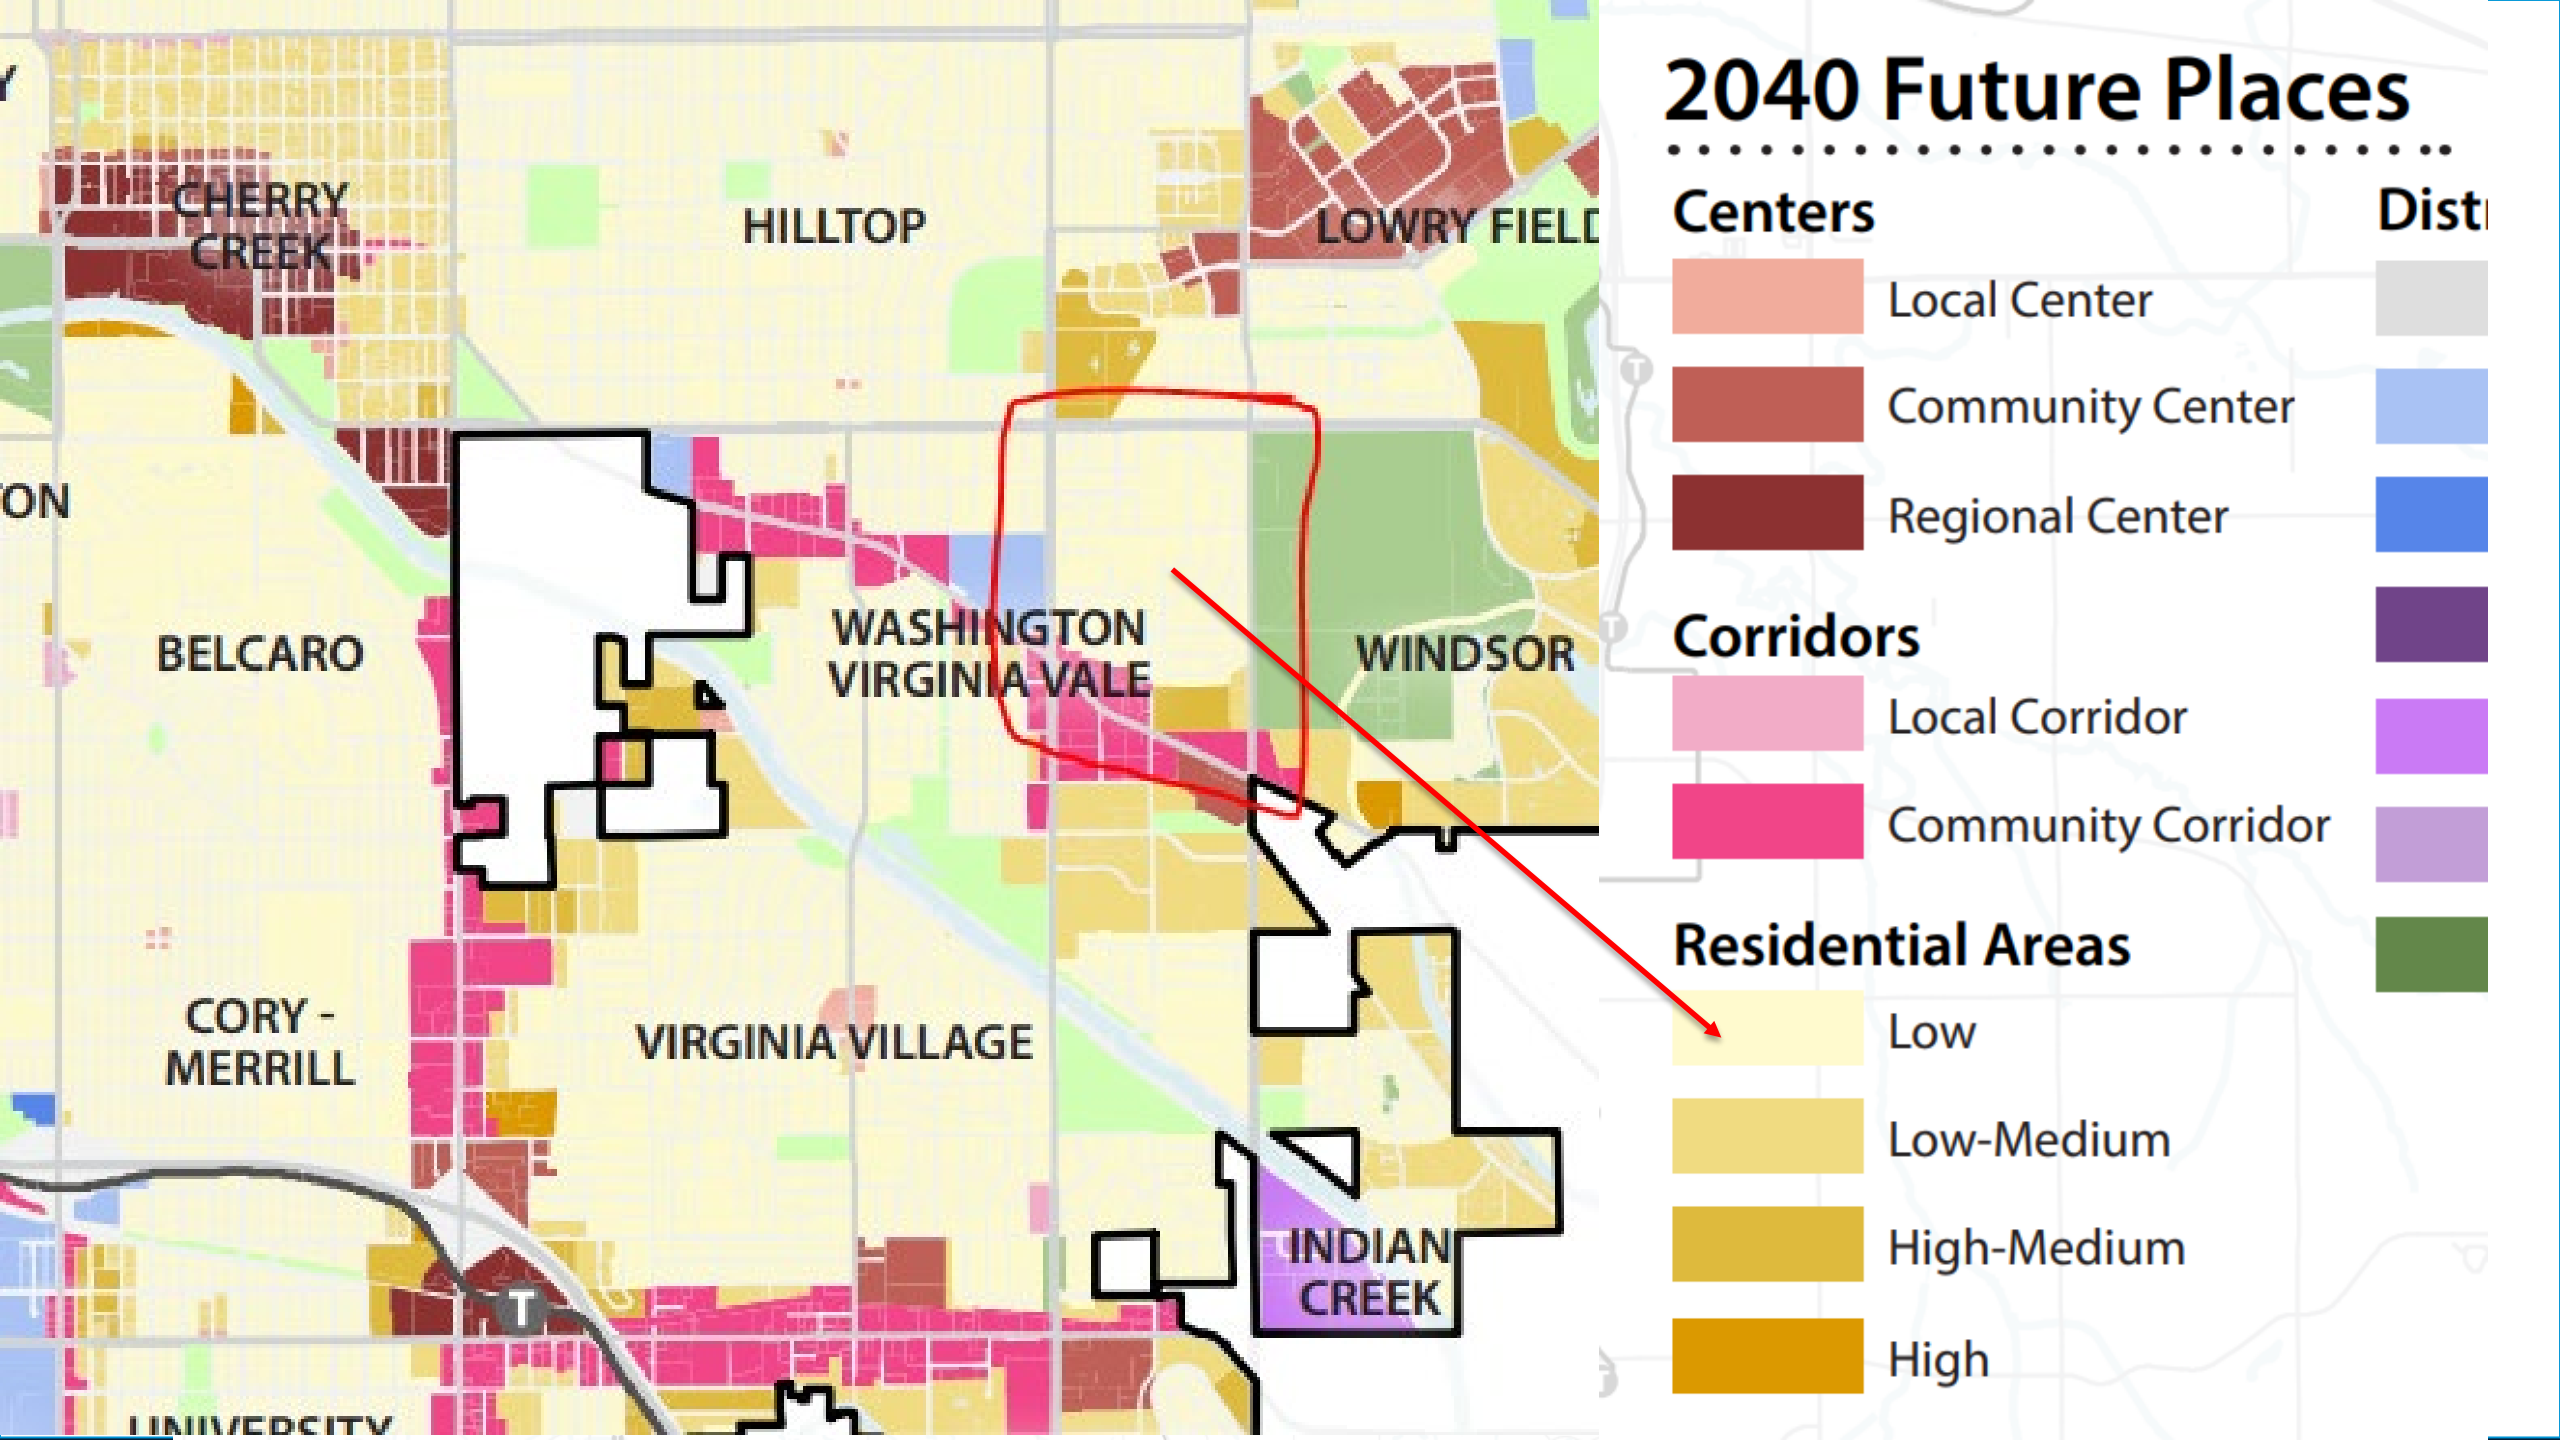 Y
CHERRY
CREEK
HILLTOP
LOWRY FIELD
ON
BELCARO
WASHINGTON
VIRGINIA VALE
WINDSOR
CORY -
MERRILL
VIRGINIA VILLAGE
INDIAN
CREEK
T
UNIVERSITY
2040 Future Places
Centers
Local Center
Community Center
Regional Center
Corridors
Local Corridor
Community Corridor
Residential Areas
Low
Low-Medium
High-Medium
High
Distr
T
T
T